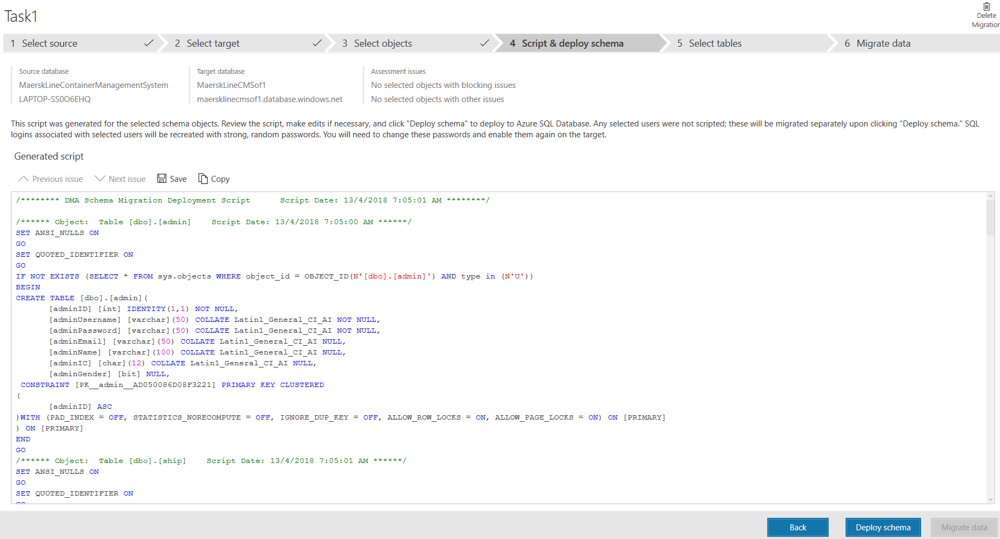 Task1
Delete
Migration
1 Select source
2 Select target
3 Select objects
4 Script & deploy schema
5 Select tables
6 Migrate data
Source database
MaerskLineContainerManagementSystem
LAPTOP-SS0O6EHQ
Target database
MaerskLineCMSof1
maersklinecmsof1.database.windows.net
Assessment issues
No selected objects with blocking issues
No selected objects with other issues
This script was generated for the selected schema objects. Review the script, make edits if necessary, and click "Deploy schema" to deploy to Azure SQL Database. Any selected users were not scripted; these will be migrated separately upon clicking "Deploy schema." SQL
logins associated with selected users will be recreated with strong, random passwords. You will need to change these passwords and enable them again on the target.
Generated script
Previous issue
Next issue
Save
Copy
/******** DMA Schema Migration Deployment Script      Script Date: 13/4/2018 7:05:01 AM ********/
/****** Object:  Table [dbo].[admin]    Script Date: 13/4/2018 7:05:00 AM ******/
SET ANSI_NULLS ON
GO
SET QUOTED_IDENTIFIER ON
GO
IF NOT EXISTS (SELECT * FROM sys.objects WHERE object_id = OBJECT_ID(N'[dbo].[admin]') AND type in (N'U'))
BEGIN
CREATE TABLE [dbo].[admin](
[adminID] [int] IDENTITY(1,1) NOT NULL,
[adminUsername] [varchar](50) COLLATE Latin1_General_CI_AI NOT NULL,
[adminPassword] [varchar](50) COLLATE Latin1_General_CI_AI NOT NULL,
[adminEmail] [varchar](50) COLLATE Latin1_General_CI_AI NULL,
[adminName] [varchar](100) COLLATE Latin1_General_CI_AI NULL,
[adminIC] [char](12) COLLATE Latin1_General_CI_AI NULL,
[adminGender] [bit] NULL,
CONSTRAINT [PK__admin__AD050086D08F3221] PRIMARY KEY CLUSTERED
(
[adminID] ASC
)WITH (PAD_INDEX = OFF, STATISTICS_NORECOMPUTE = OFF, IGNORE_DUP_KEY = OFF, ALLOW_ROW_LOCKS = ON, ALLOW_PAGE_LOCKS = ON) ON [PRIMARY]
) ON [PRIMARY]
END
GO
/****** Object:  Table [dbo].[ship]    Script Date: 13/4/2018 7:05:01 AM ******/
SET ANSI_NULLS ON
GO
SET QUOTED_IDENTIFIER ON
GO
Back
Deploy schema
Migrate data